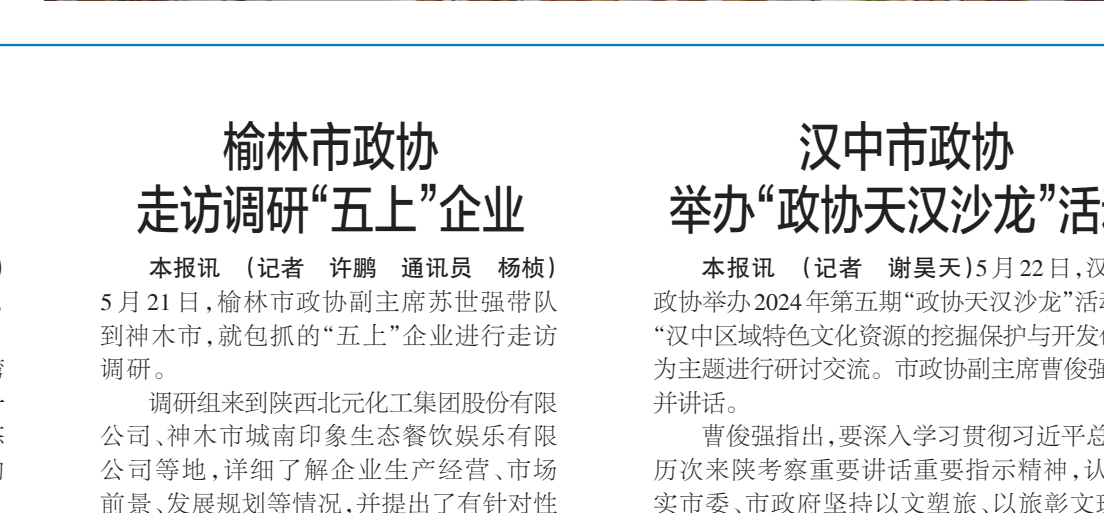 榆林市政协
走访调研“五上”企业
本报讯 （记者 许鹏 通讯员 杨桢）
5月21日，榆林市政协副主席苏世强带队
到神木市，就包抓的“五上”企业进行走访
调研。
调研组来到陕西北元化工集团股份有限
公司、神木市城南印象生态餐饮娱乐有限
公司等地，详细了解企业生产经营、市场
前景、发展规划等情况，并提出了有针对性
汉中市政协
举办“政协天汉沙龙”活
本报讯 （记者 谢昊天）5月22日，汉
政协举办2024年第五期“政协天汉沙龙”活
“汉中区域特色文化资源的挖掘保护与开发
为主题进行研讨交流。市政协副主席曹俊强
并讲话。
曹俊强指出，要深入学习贯彻习近平总
历次来陕考察重要讲话重要指示精神，认
实市委、市政府坚持以文塑旅、以旅彰文